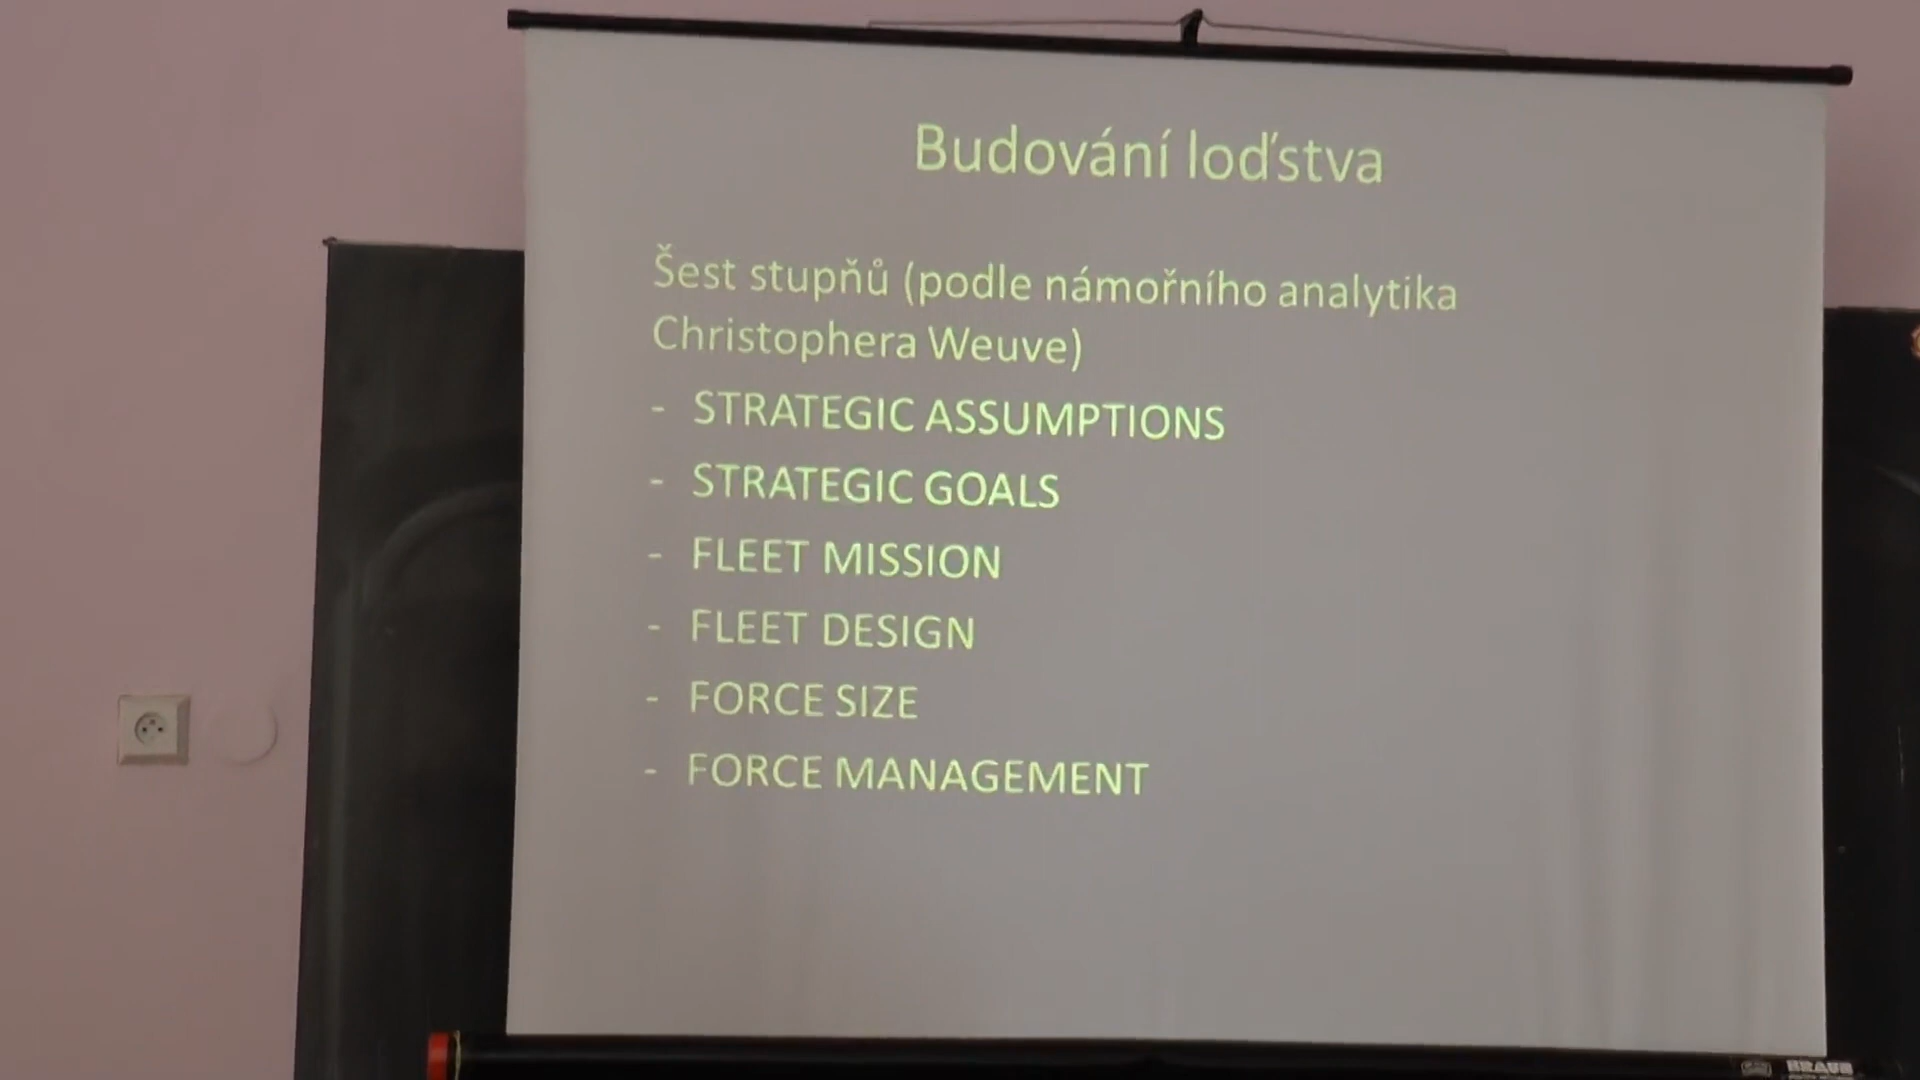 Budování loďstva
Šest stupňů (podle námořního analytika
Christophera Weuve)
- STRATEGIC ASSUMPTIONS
- STRATEGIC GOALS
- FLEET MISSION
- FLEET DESIGN
- FORCE SIZE
- FORCE MANAGEMENT
BRAUN